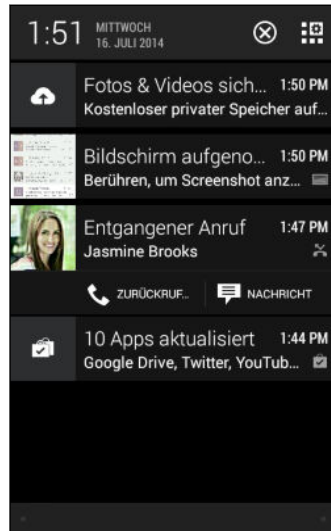 1:51
MITTWOCH
16. JULI 2014
Fotos & Videos sich... 1:50 PM
Kostenloser privater Speicher auf...
Bildschirm aufgeno... 1:50 PM
Berühren, um Screenshot anz...
Entgangener Anruf 1:47 PM
Jasmine Brooks
ZURÜCKRUF... NACHRICHT
10 Apps aktualisiert 1:44 PM
Google Drive, Twitter, YouTub...